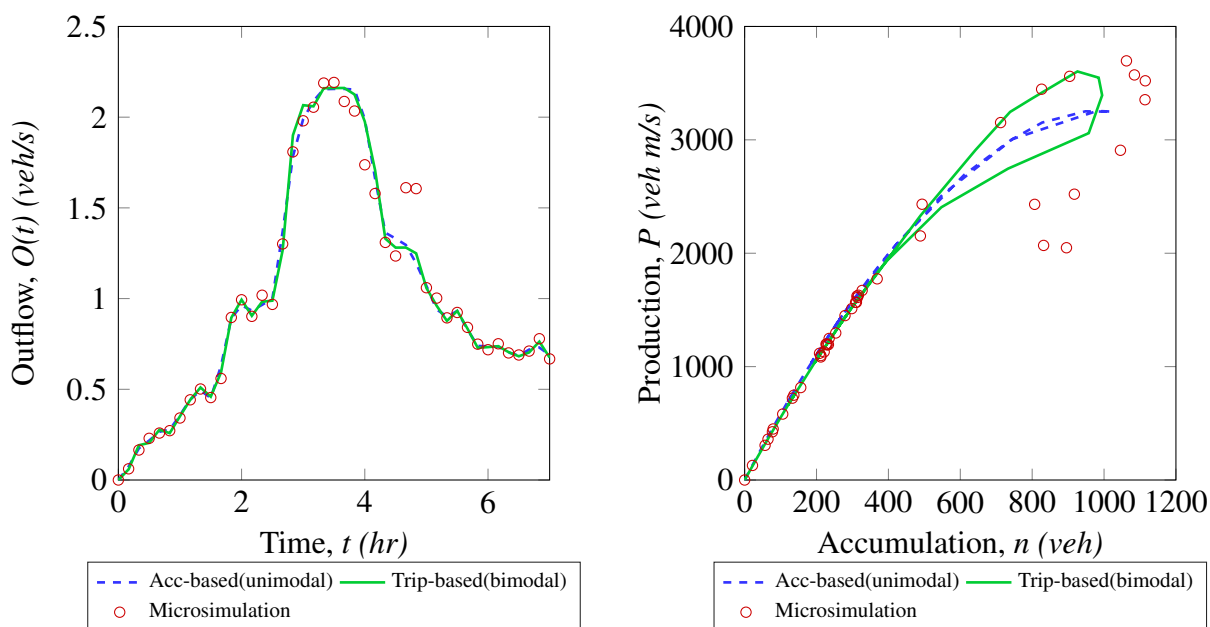 2.5
2
1.5
1
0.5
0
0 2 4 6
Outflow, O(t) (veh/s)
Time, t (hr)
Acc-based(unimodal) Trip-based(bimodal)
Microsimulation
4000
3000
2000
1000
0
0 200 400 600 800 1000 1200
Production, P (veh m/s)
Accumulation, n (veh)
Acc-based(unimodal) Trip-based(bimodal)
Microsimulation